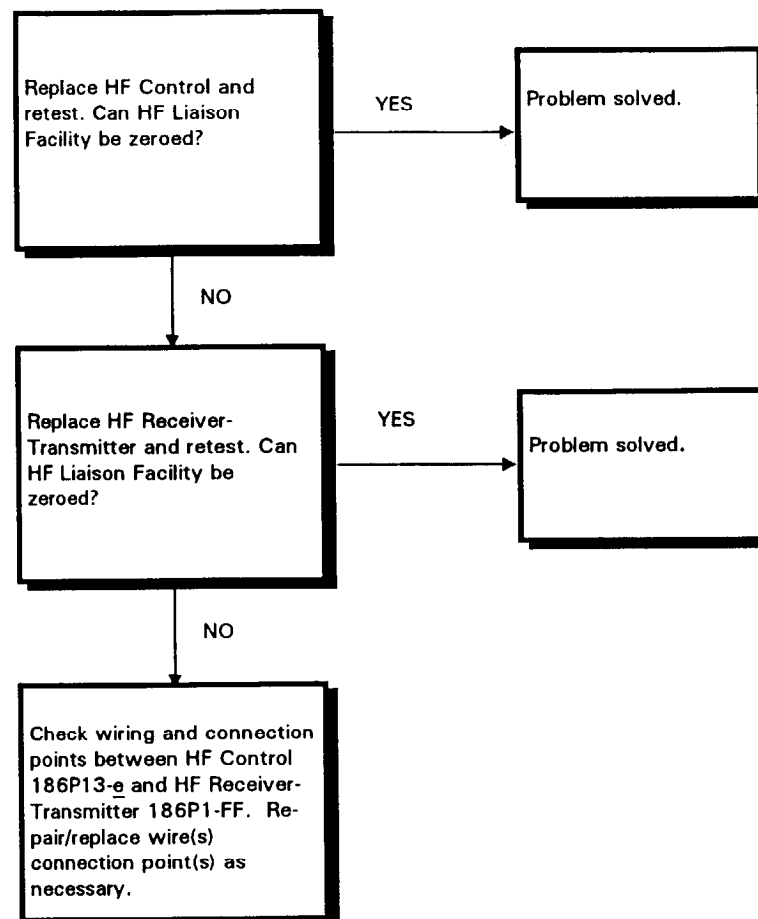 Replace HF Control and
retest. Can HF Liaison
Facility be zeroed?
YES
Problem solved.
NO
Replace HF Receiver-
Transmitter and retest. Can
HF Liaison Facility be
zeroed?
YES
Problem solved.
NO
Check wiring and connection
points between HF Control
186P13-e and HF Receiver-
Transmitter 186P1-FF. Re-
pair/replace wire(s)
connection point(s) as
necessary.